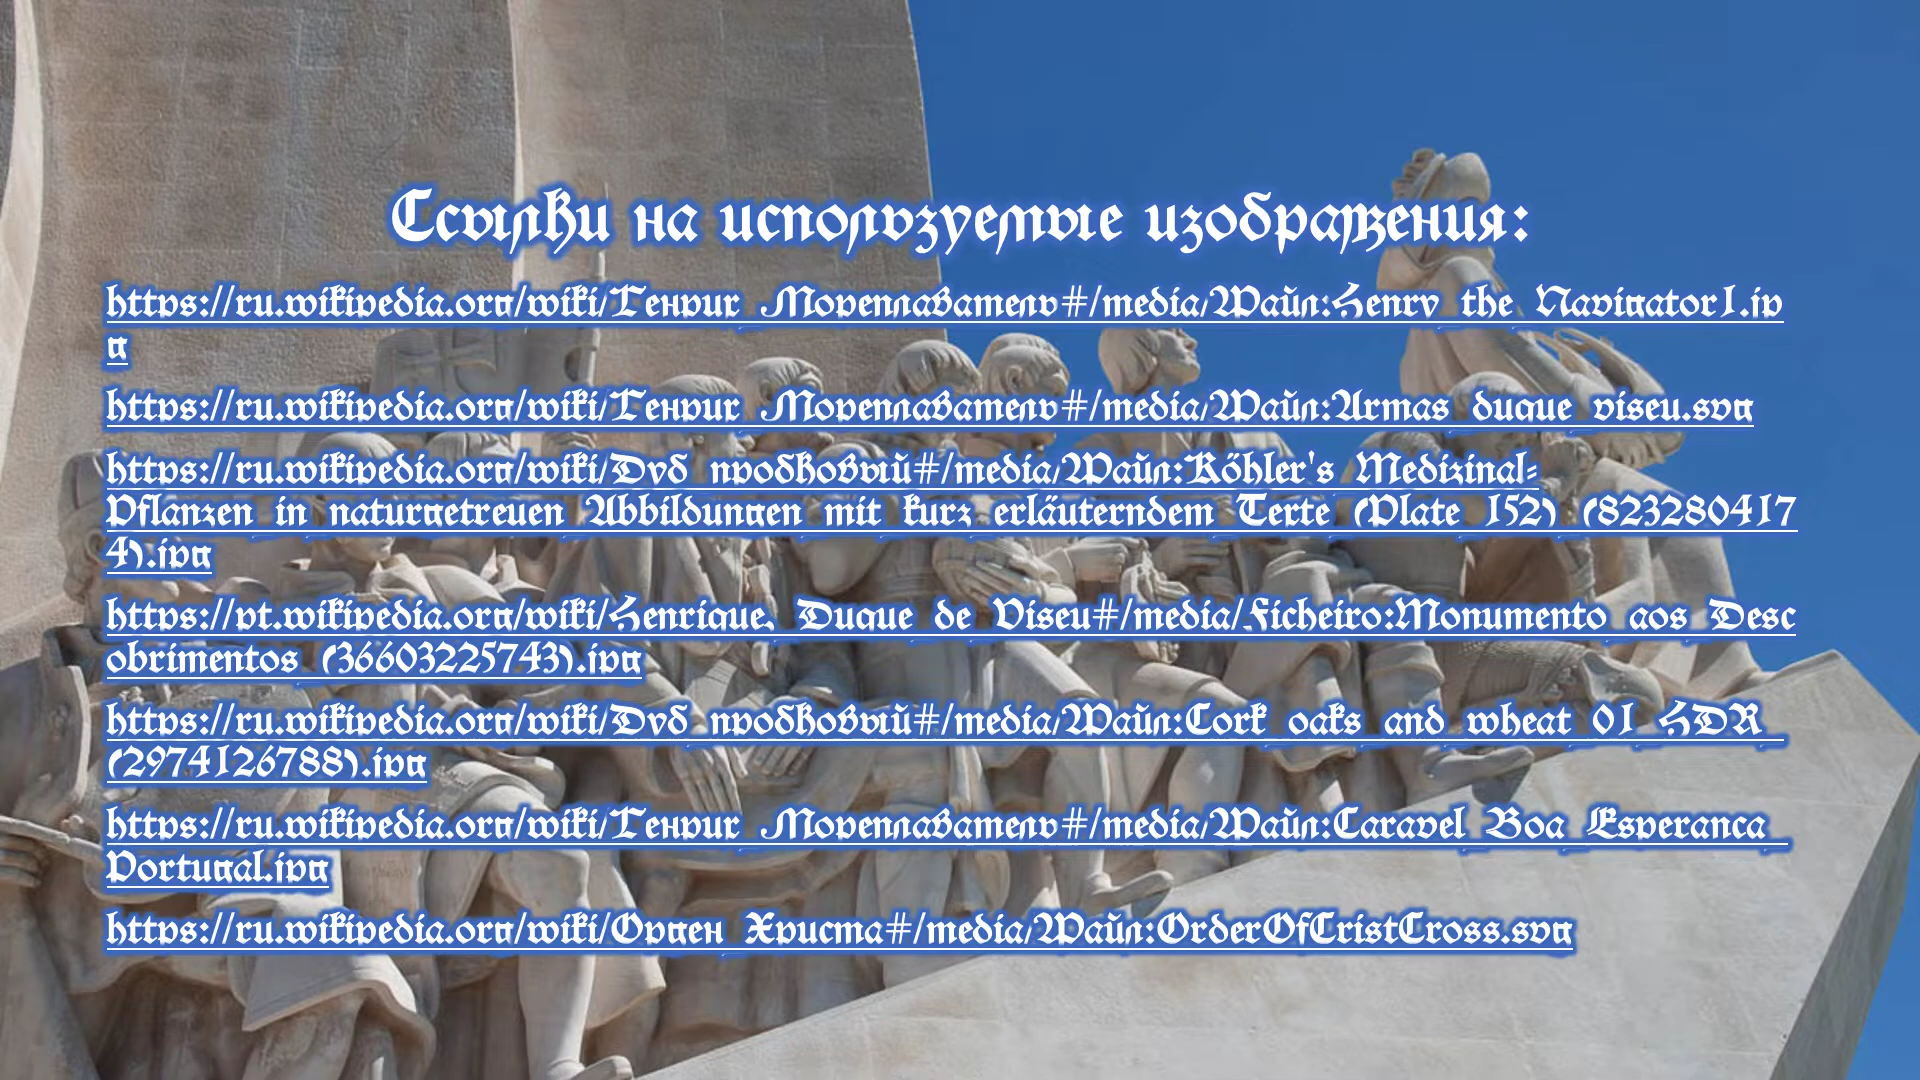 Ссылки на используемые изображения:
https://ru.wikipedia.org/wiki/Генрих_Мореплаватель#/media/Файл:Henry_the_Navigator1.jp
g
https://ru.wikipedia.org/wiki/Генрих_Мореплаватель#/media/Файл:Armas_duque_viseu.svg
https://ru.wikipedia.org/wiki/Дуб_пробковый#/media/Файл:Köhler's_Medizinal-
Pflanzen_in_naturgetreuen_Abbildungen_mit_kurz_erläuterndem_Texte_(Plate_152)_(823280417
4).jpg
https://pt.wikipedia.org/wiki/Henrique,_Duque_de_Viseu#/media/Ficheiro:Monumento_aos_Desc
obrimentos_(36603225743).jpg
https://ru.wikipedia.org/wiki/Дуб_пробковый#/media/Файл:Cork_oaks_and_wheat_01_HDR_
(2974126788).jpg
https://ru.wikipedia.org/wiki/Генрих_Мореплаватель#/media/Файл:Caravel_Boa_Esperanca_
Portugal.jpg
https://ru.wikipedia.org/wiki/Орден_Христа#/media/Файл:OrderOfCristCross.svg